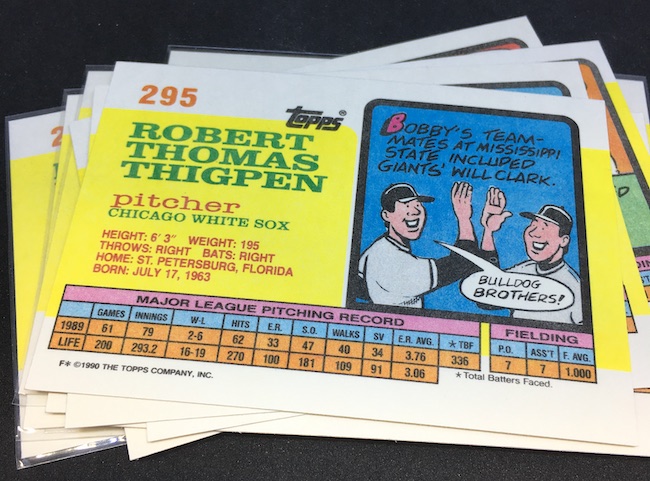 295
topps®
ROBERT
THOMAS
THIGPEN
pitcher
CHICAGO WHITE SOX
HEIGHT: 6' 3" WEIGHT: 195
THROWS: RIGHT BATS: RIGHT
HOME: ST. PETERSBURG, FLORIDA
BORN: JULY 17, 1963
BOBBY'S TEAM-
MATES AT MISSISSIPPI
STATE INCLUDED
GIANTS' WILL CLARK.
BULLDOG
BROTHERS!
MAJOR LEAGUE PITCHING RECORD
GAMES INNINGS W-L HITS E.R. S.O. WALKS SV E.R. AVG. *TBF
1989 61 79 2-6 62 33 47 40 34 3.76 336
LIFE 200 293.2 16-19 270 100 181 109 91 3.06
FIELDING
P.O. ASS'T F. AVG.
7 7 1.000
*Total Batters Faced.
F* ©1990 THE TOPPS COMPANY, INC.
2